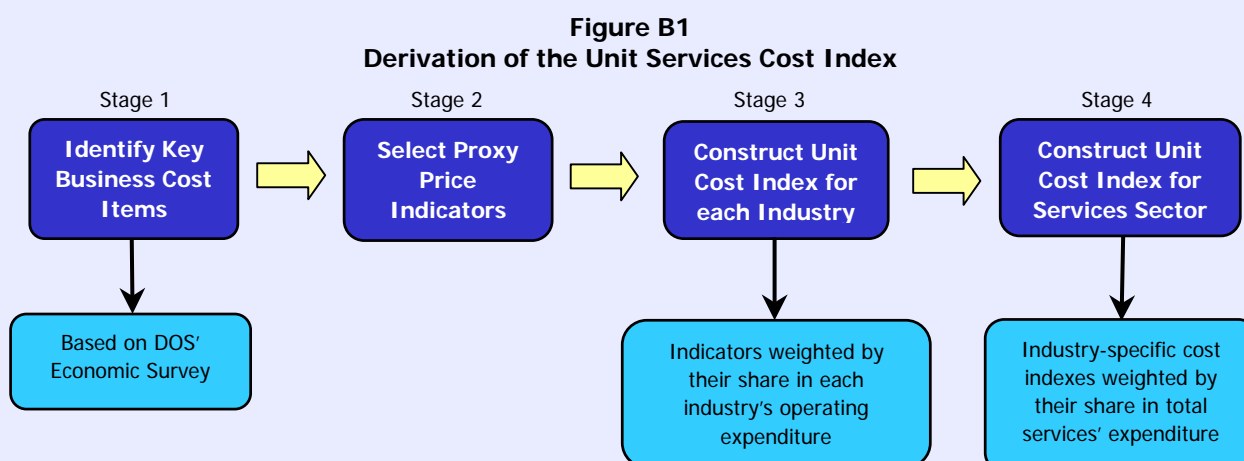 Figure B1
Derivation of the Unit Services Cost Index
Stage 1
Identify Key
Business Cost
Items
Based on DOS'
Economic Survey
Stage 2
Select Proxy
Price
Indicators
Stage 3
Construct Unit
Cost Index for
each Industry
Indicators weighted by
their share in each
industry's operating
expenditure
Stage 4
Construct Unit
Cost Index for
Services Sector
Industry-specific cost
indexes weighted by
their share in total
services' expenditure